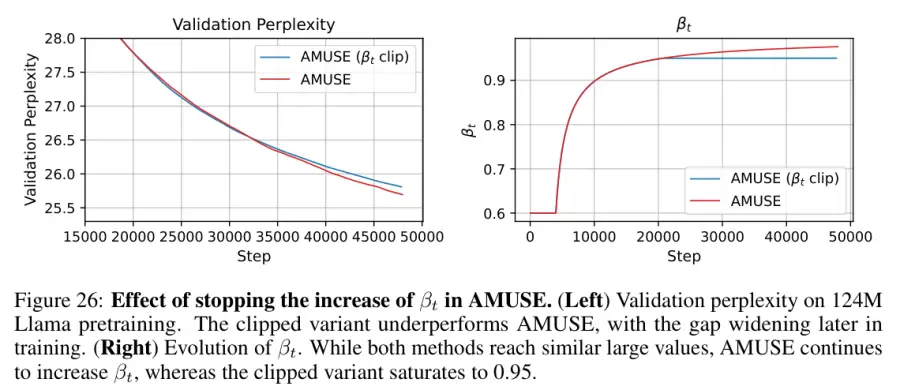 Validation Perplexity
28.0
27.5
27.0
26.5
26.0
25.5
Validation Perplexity
AMUSE (βt clip)
AMUSE
15000 20000 25000 30000 35000 40000 45000 50000
Step
βt
0.9
0.8
0.7
0.6
βt
AMUSE (βt clip)
AMUSE
0 10000 20000 30000 40000 50000
Step
Figure 26: Effect of stopping the increase of βt in AMUSE. (Left) Validation perplexity on 124M
Llama pretraining. The clipped variant underperforms AMUSE, with the gap widening later in
training. (Right) Evolution of βt. While both methods reach similar large values, AMUSE continues
to increase βt, whereas the clipped variant saturates to 0.95.